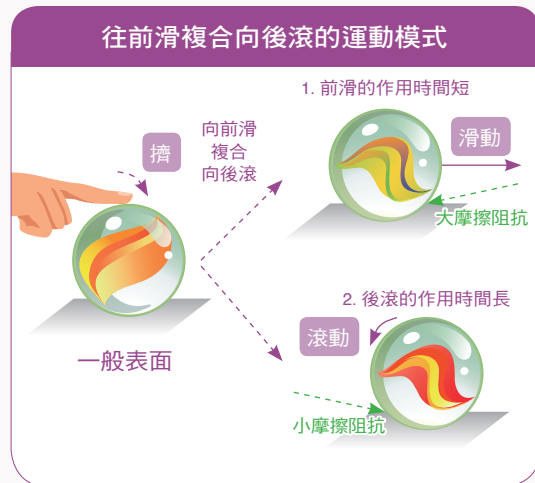 往前滑複合向後滾的運動模式
1. 前滑的作用時間短
擠
向前滑
複合
向後滾
滑動
大摩擦阻抗
一般表面
2. 後滾的作用時間長
滾動
小摩擦阻抗